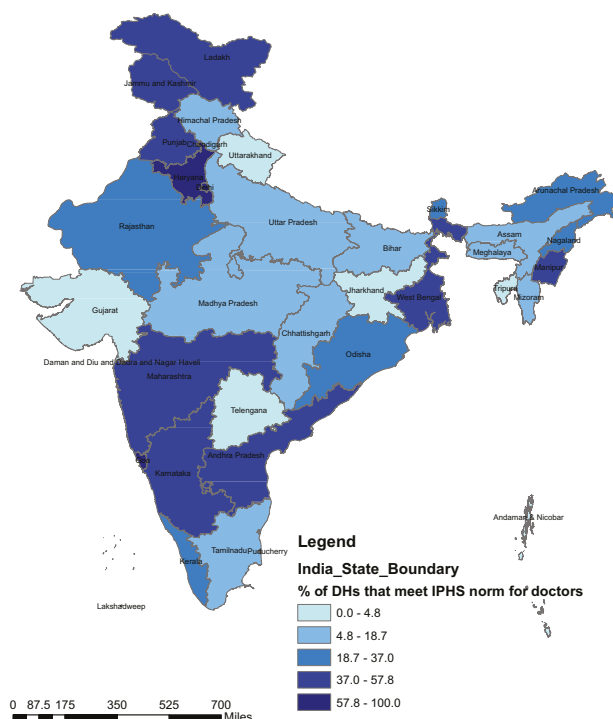 Ladakh
Jammu and Kashmir
Himachal Pradesh
Punjab
Chandigarh
Uttarakhand
Haryana
Delhi
Arunachal Pradesh
Sikkim
Rajasthan
Uttar Pradesh
Assam
Nagaland
Bihar
Meghalaya
Manipur
Jharkhand
Tripura
Mizoram
Gujarat
Madhya Pradesh
West Bengal
Chhattishgarh
Odisha
Daman and Diu and Dadra and Nagar Haveli
Maharashtra
Telengana
Goa
Andhra Pradesh
Karnataka
Andaman & Nicobar
Kerala
Tamilnadu
Puducherry
Lakshadweep
Legend
India_State_Boundary
% of DHs that meet IPHS norm for doctors
0.0 - 4.8
4.8 - 18.7
18.7 - 37.0
37.0 - 57.8
57.8 - 100.0
0 87.5 175 350 525 700
Miles